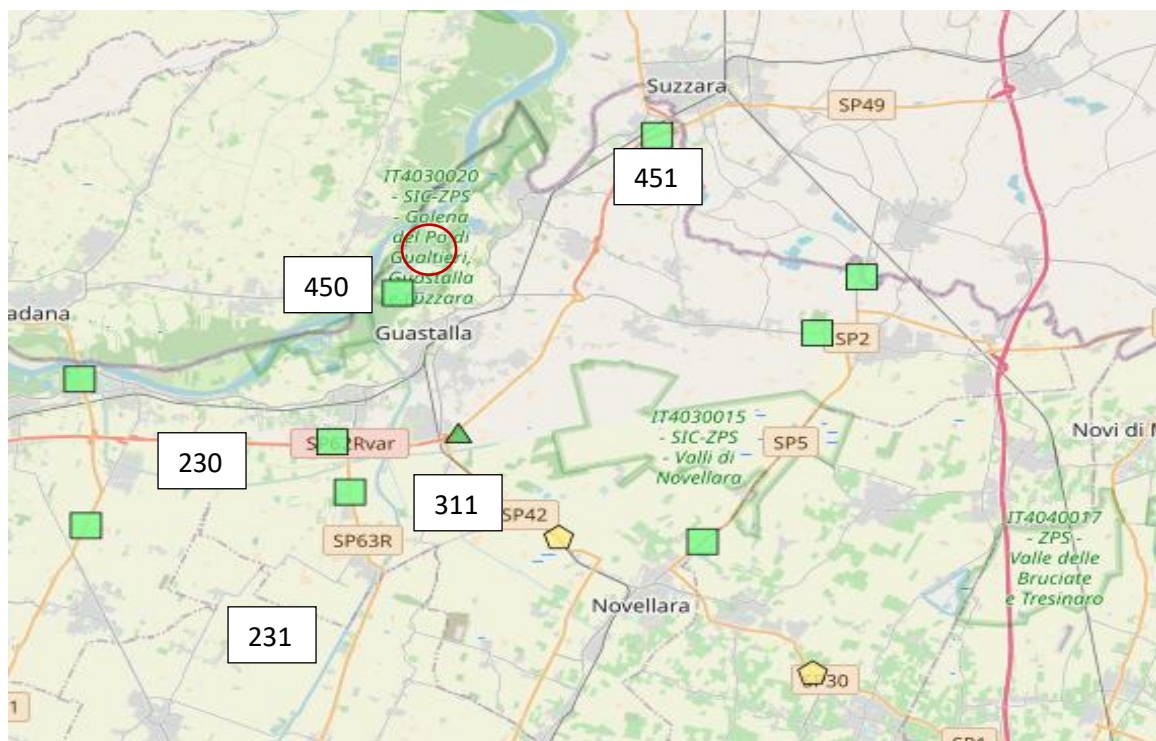 Suzzara
SP49
451
IT4030020
- SIC-ZPS
- Golena
del Po di
Gualtieri,
Guastalla
e Suzzara
450
adana
Guastalla
SP2
IT4030015
- SIC-ZPS
- Valli di
Novellara
SP5
Novi di M
SP62Rvar
230
311
SP42
SP63R
IT4040017
- ZPS -
Valle delle
Bruciate
e Tresinaro
Novellara
231
SP30
1
SP1